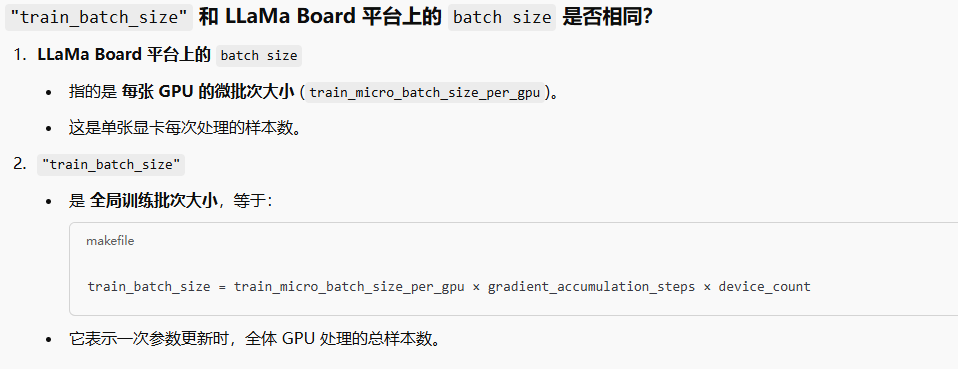 "train_batch_size" 和 LLaMa Board 平台上的 batch size 是否相同？
1. LLaMa Board 平台上的 batch size
• 指的是 每张 GPU 的微批次大小 (train_micro_batch_size_per_gpu)。
• 这是单张显卡每次处理的样本数。
2. "train_batch_size"
• 是 全局训练批次大小，等于：
makefile
train_batch_size = train_micro_batch_size_per_gpu × gradient_accumulation_steps × device_count
• 它表示一次参数更新时，全体 GPU 处理的总样本数。